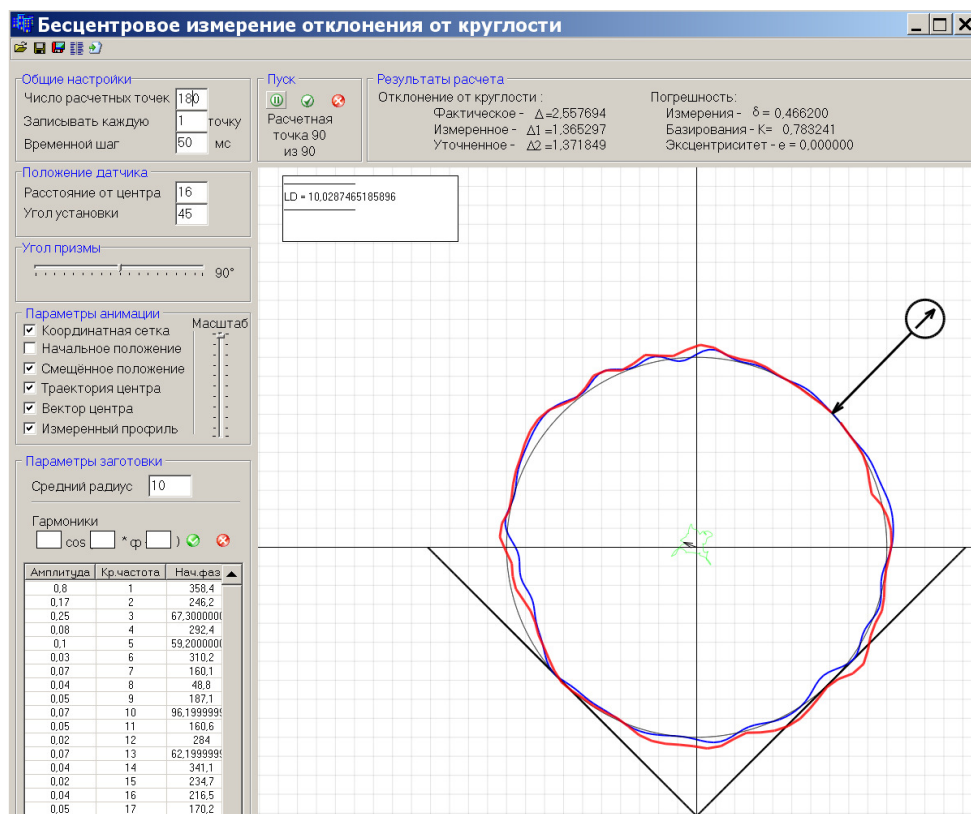 Бесцентровое измерение отклонения от круглости
Общие настройки
Число расчетных точек 180
Записывать каждую 1 точку
Временной шаг 50 мс
Пуск
Расчетная
точка 90
из 90
Результаты расчета
Отклонение от круглости :
Фактическое - Δ=2,557694
Измеренное - Δ1 =1,365297
Уточненное - Δ2 =1,371849
Погрешность:
Измерения - δ = 0,466200
Базирования - K= 0,783241
Эксцентриситет - e = 0,000000
Положение датчика
Расстояние от центра 16
Угол установки 45
Угол призмы
90°
Параметры анимации
Масштаб
Координатная сетка
Начальное положение
Смещённое положение
Траектория центра
Вектор центра
Измеренный профиль
Параметры заготовки
Средний радиус 10
Гармоники
cos * φ )
Амплитуда Кр.частота Нач.фаз
0,8 1 358,4
0,17 2 246,2
0,25 3 67,3000000
0,08 4 292,4
0,1 5 59,2000000
0,03 6 310,2
0,07 7 160,1
0,04 8 48,8
0,05 9 187,1
0,07 10 96,1999999
0,05 11 160,6
0,02 12 284
0,07 13 62,1999999
0,04 14 341,1
0,02 15 234,7
0,04 16 216,5
0,05 17 170,2
LD = 10,0287465185896